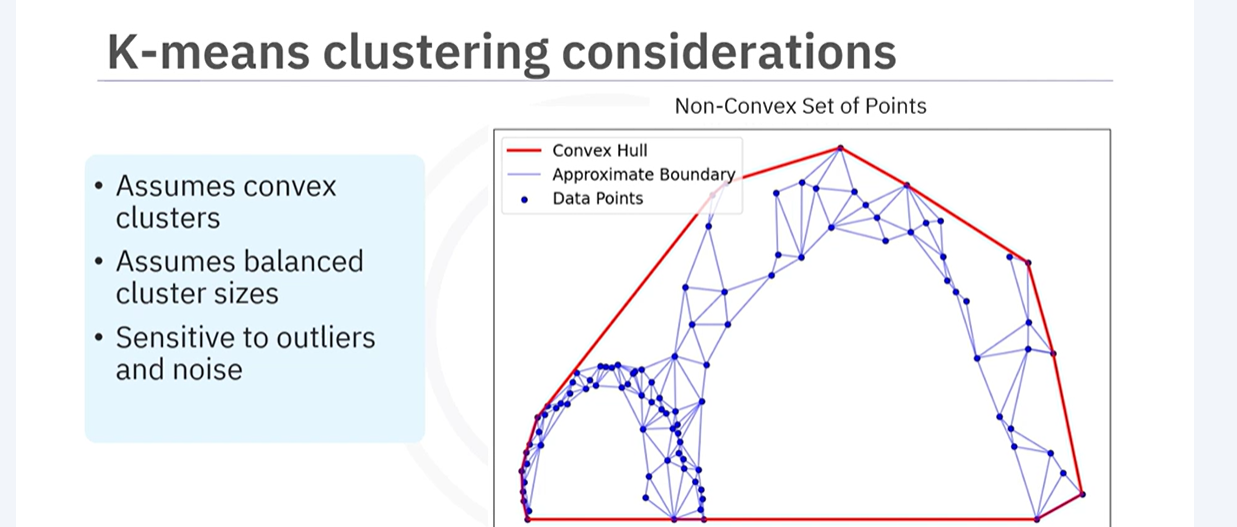 K-means clustering considerations
• Assumes convex
clusters
• Assumes balanced
cluster sizes
• Sensitive to outliers
and noise
Non-Convex Set of Points
Convex Hull
Approximate Boundary
Data Points